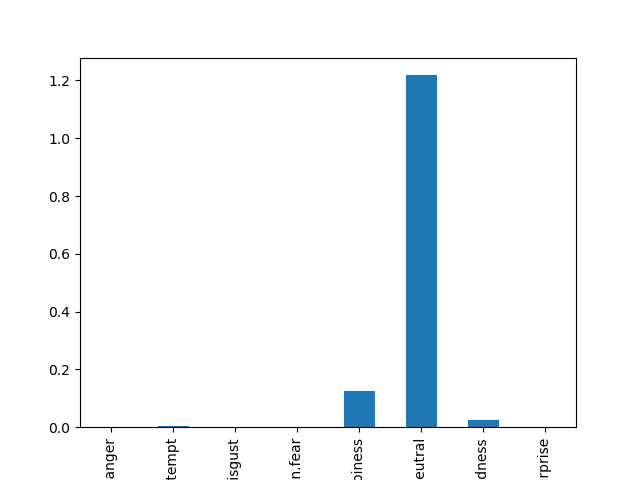 1.2
1.0
0.8
0.6
0.4
0.2
0.0
anger
tempt
isgust
n.fear
piness
eutral
dness
rprise